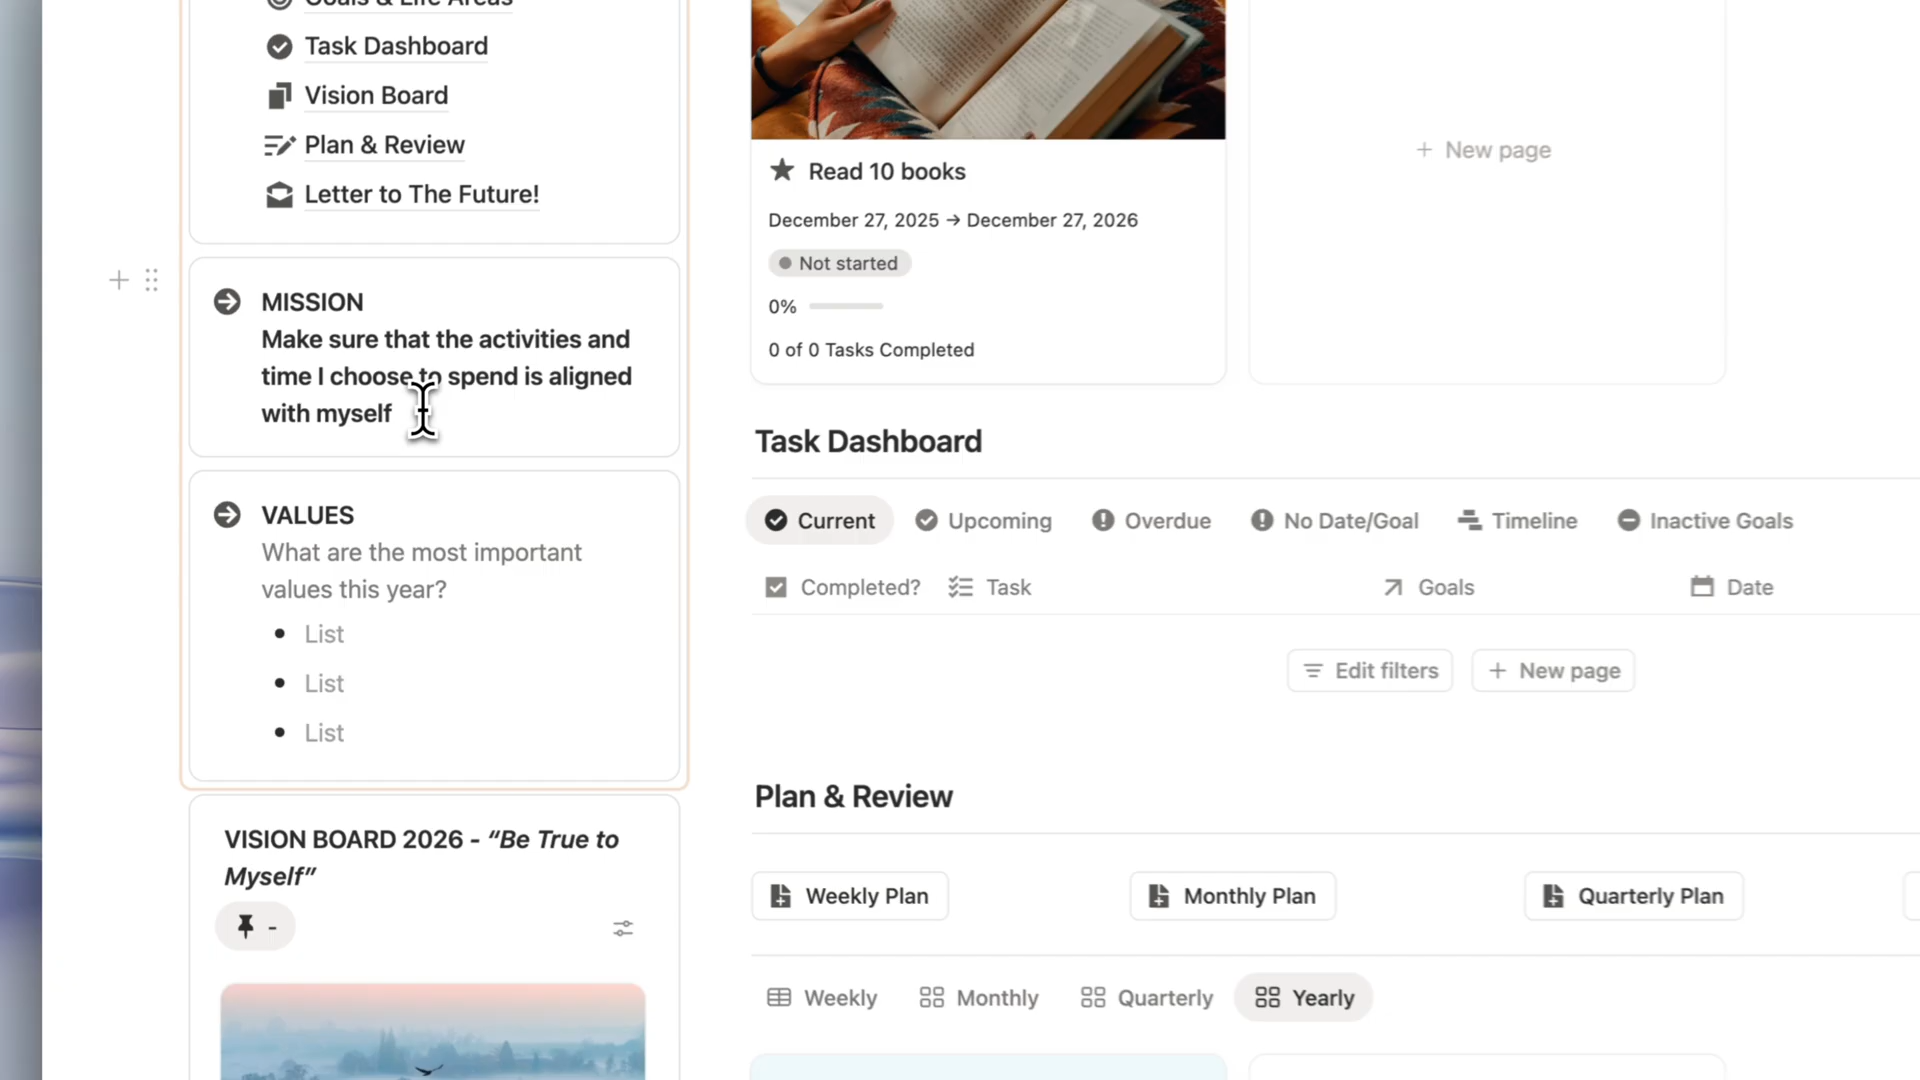 Goals & Life Areas
Task Dashboard
Vision Board
Plan & Review
Letter to The Future!
MISSION
Make sure that the activities and
time I choose to spend is aligned
with myself
VALUES
What are the most important
values this year?
List
List
List
VISION BOARD 2026 - “Be True to
Myself”
-
+ New page
Read 10 books
December 27, 2025 → December 27, 2026
Not started
0%
0 of 0 Tasks Completed
Task Dashboard
Current Upcoming Overdue No Date/Goal Timeline Inactive Goals
Completed? Task Goals Date
Edit filters + New page
Plan & Review
Weekly Plan Monthly Plan Quarterly Plan
Weekly Monthly Quarterly Yearly